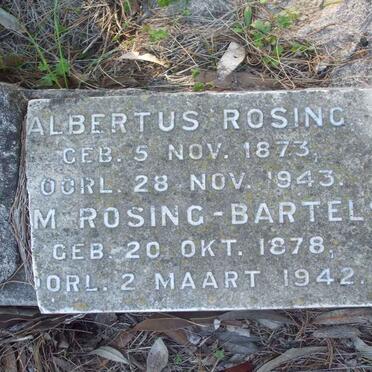 ALBERTUS ROSING
GEB. 5 NOV. 1873,
OORL. 28 NOV. 1943.
M ROSING-BARTEL
GEB. 20 OKT. 1878,
OORL. 2 MAART 1942.